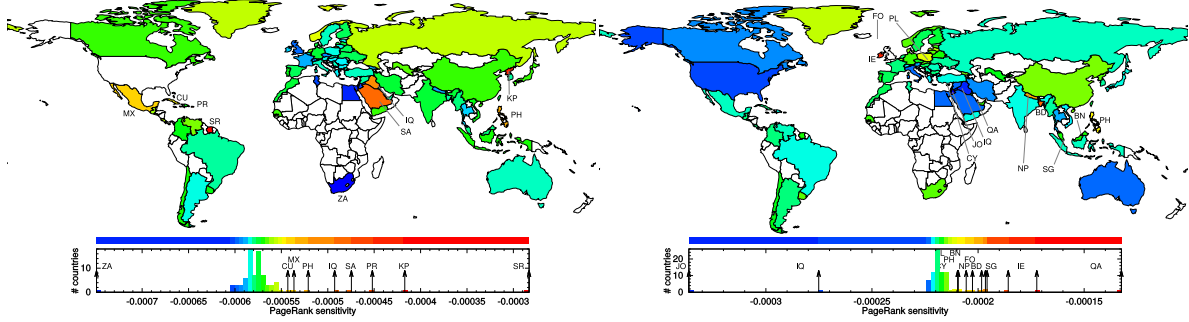 CU
PR
MX
SR
KP
IQ
SA
PH
ZA
# countries
10
0
ZA
CU
MX
PH
IQ
SA
PR
KP
SR
-0.0007
-0.00065
-0.0006
-0.00055
-0.0005
-0.00045
-0.0004
-0.00035
-0.0003
PageRank sensitivity
FO
PL
IE
BD
BN
PH
QA
JO
IQ
CY
NP
SG
# countries
20
10
0
JO
IQ
BN
PH
FO
CY
NP
BD
SG
IE
QA
-0.0003
-0.00025
-0.0002
-0.00015
PageRank sensitivity